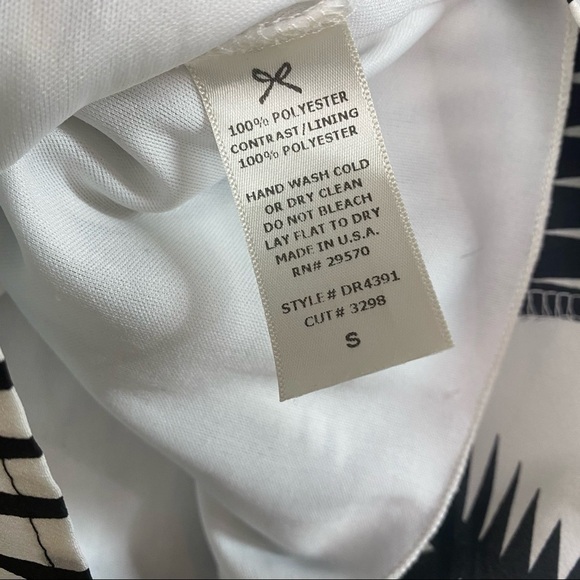 100% POLYESTER
CONTRAST/LINING
100% POLYESTER
HAND WASH COLD
OR DRY CLEAN
DO NOT BLEACH
LAY FLAT TO DRY
MADE IN U.S.A.
RN# 29570
STYLE# DR4391
CUT# 3298
S